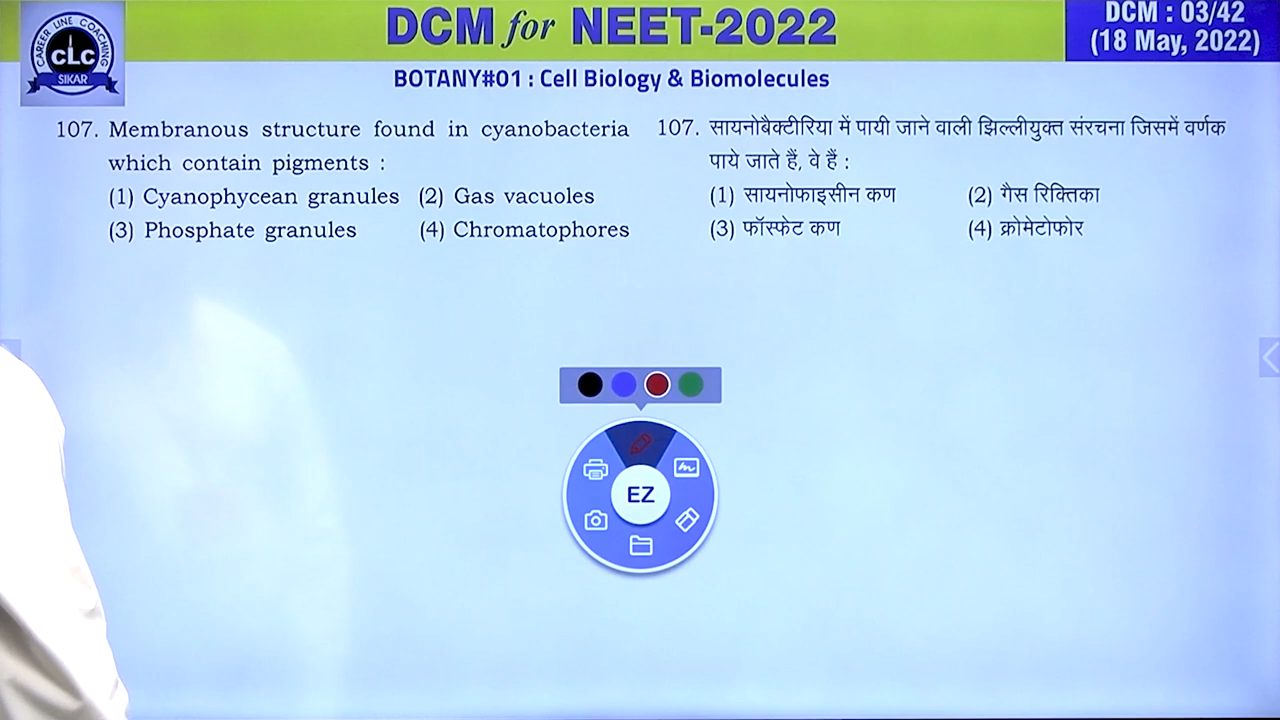 CAREER LINE COACHING
CLC
SIKAR
DCM for NEET-2022
DCM : 03/42
(18 May, 2022)
BOTANY#01 : Cell Biology & Biomolecules
107. Membranous structure found in cyanobacteria
which contain pigments :
(1) Cyanophycean granules (2) Gas vacuoles
(3) Phosphate granules (4) Chromatophores
107. सायनोबैक्टीरिया में पायी जाने वाली झिल्लीयुक्त संरचना जिसमें वर्णक
पाये जाते हैं, वे हैं :
(1) सायनोफाइसीन कण (2) गैस रिक्तिका
(3) फॉस्फेट कण (4) क्रोमेटोफोर
EZ